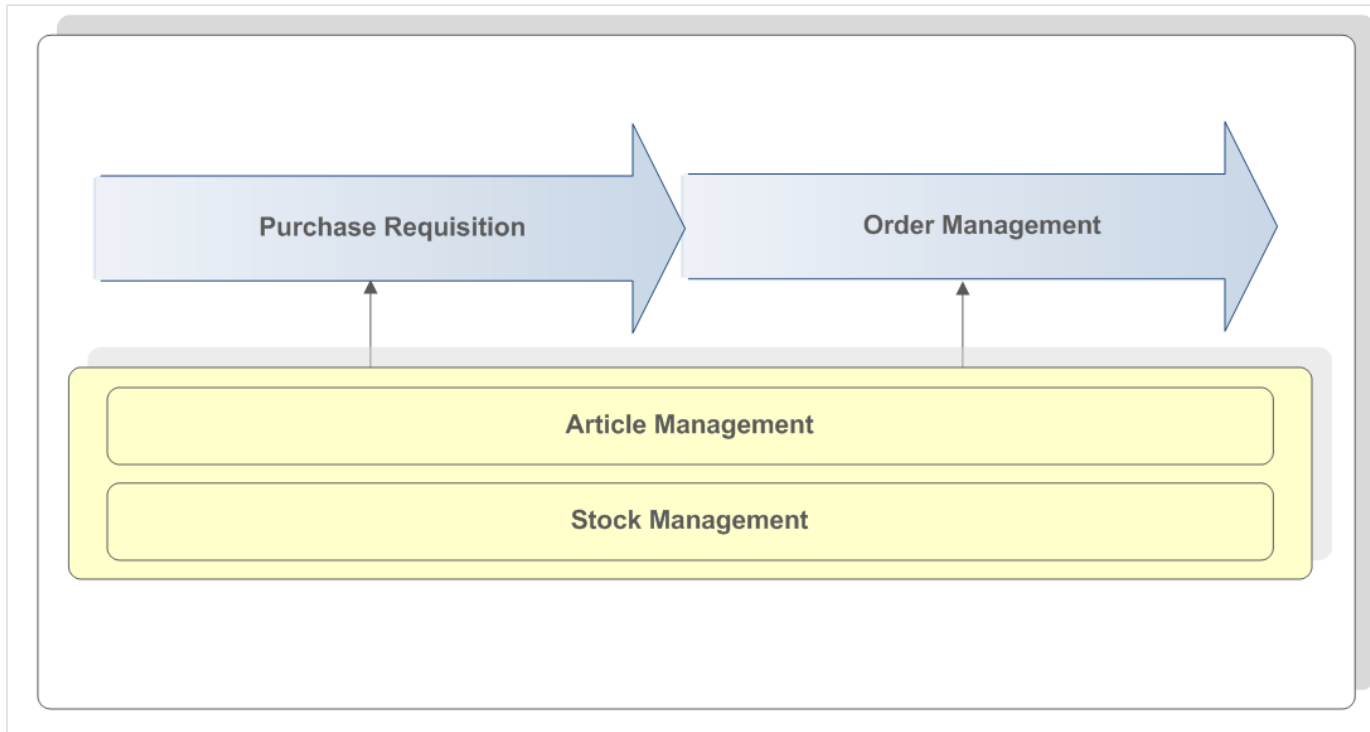 Purchase Requisition
Order Management
Article Management
Stock Management